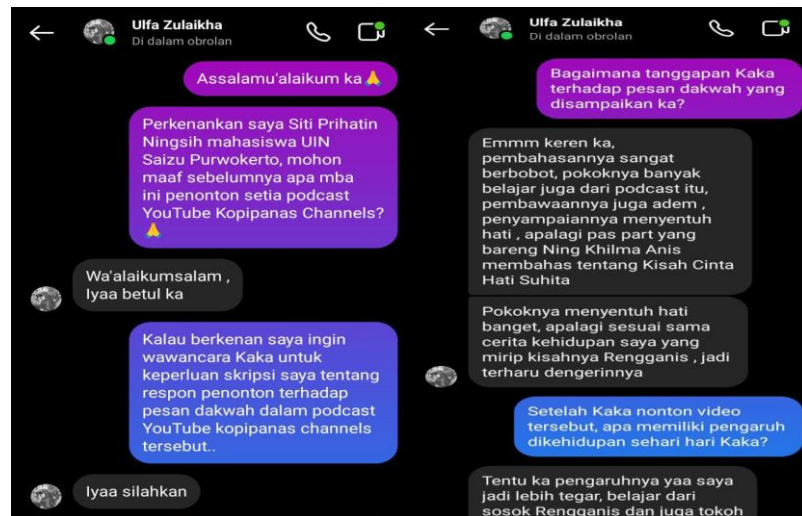 Ulfa Zulaikha
Di dalam obrolan
Assalamu'alaikum ka🙏
Perkenankan saya Siti Prihatin
Ningsih mahasiswa UIN
Saizu Purwokerto, mohon
maaf sebelumnya apa mba
ini penonton setia podcast
YouTube Kopipanas Channels?
🙏
Wa'alaikumsalam ,
Iyaa betul ka
Kalau berkenan saya ingin
wawancara Kaka untuk
keperluan skripsi saya tentang
respon penonton terhadap
pesan dakwah dalam podcast
YouTube kopipanas channels
tersebut..
Iyaa silahkan
Ulfa Zulaikha
Di dalam obrolan
Bagaimana tanggapan Kaka
terhadap pesan dakwah yang
disampaikan ka?
Emmm keren ka,
pembahasannya sangat
berbobot, pokoknya banyak
belajar juga dari podcast itu,
pembawaannya juga adem ,
penyampaiannya menyentuh
hati , apalagi pas part yang
bareng Ning Khilma Anis
membahas tentang Kisah Cinta
Hati Suhita
Pokoknya menyentuh hati
banget, apalagi sesuai sama
cerita kehidupan saya yang
mirip kisahnya Rengganis , jadi
terharu dengerinnya
Setelah Kaka nonton video
tersebut, apa memiliki pengaruh
dikehidupan sehari hari Kaka?
Tentu ka pengaruhnya yaa saya
jadi lebih tegar, belajar dari
sosok Rengganis dan juga tokoh